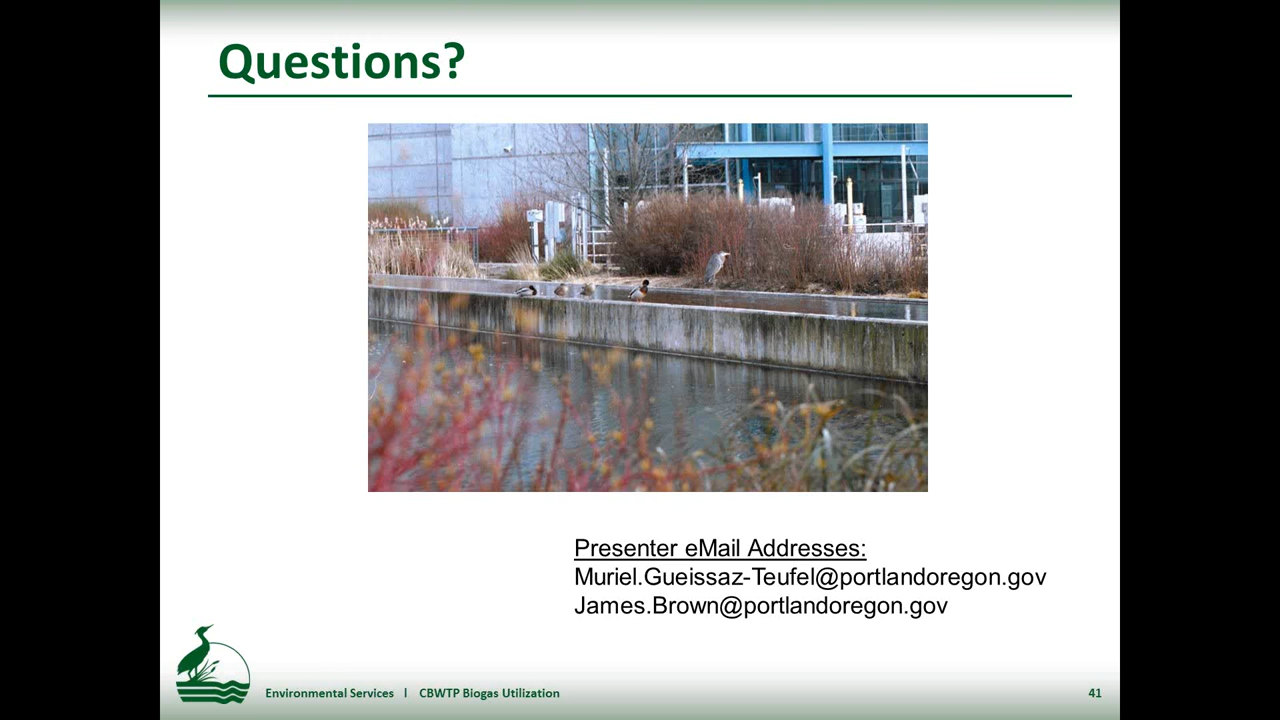 Questions?
Presenter eMail Addresses:
Muriel.Gueissaz-Teufel@portlandoregon.gov
James.Brown@portlandoregon.gov
Environmental Services l CBWTP Biogas Utilization 41